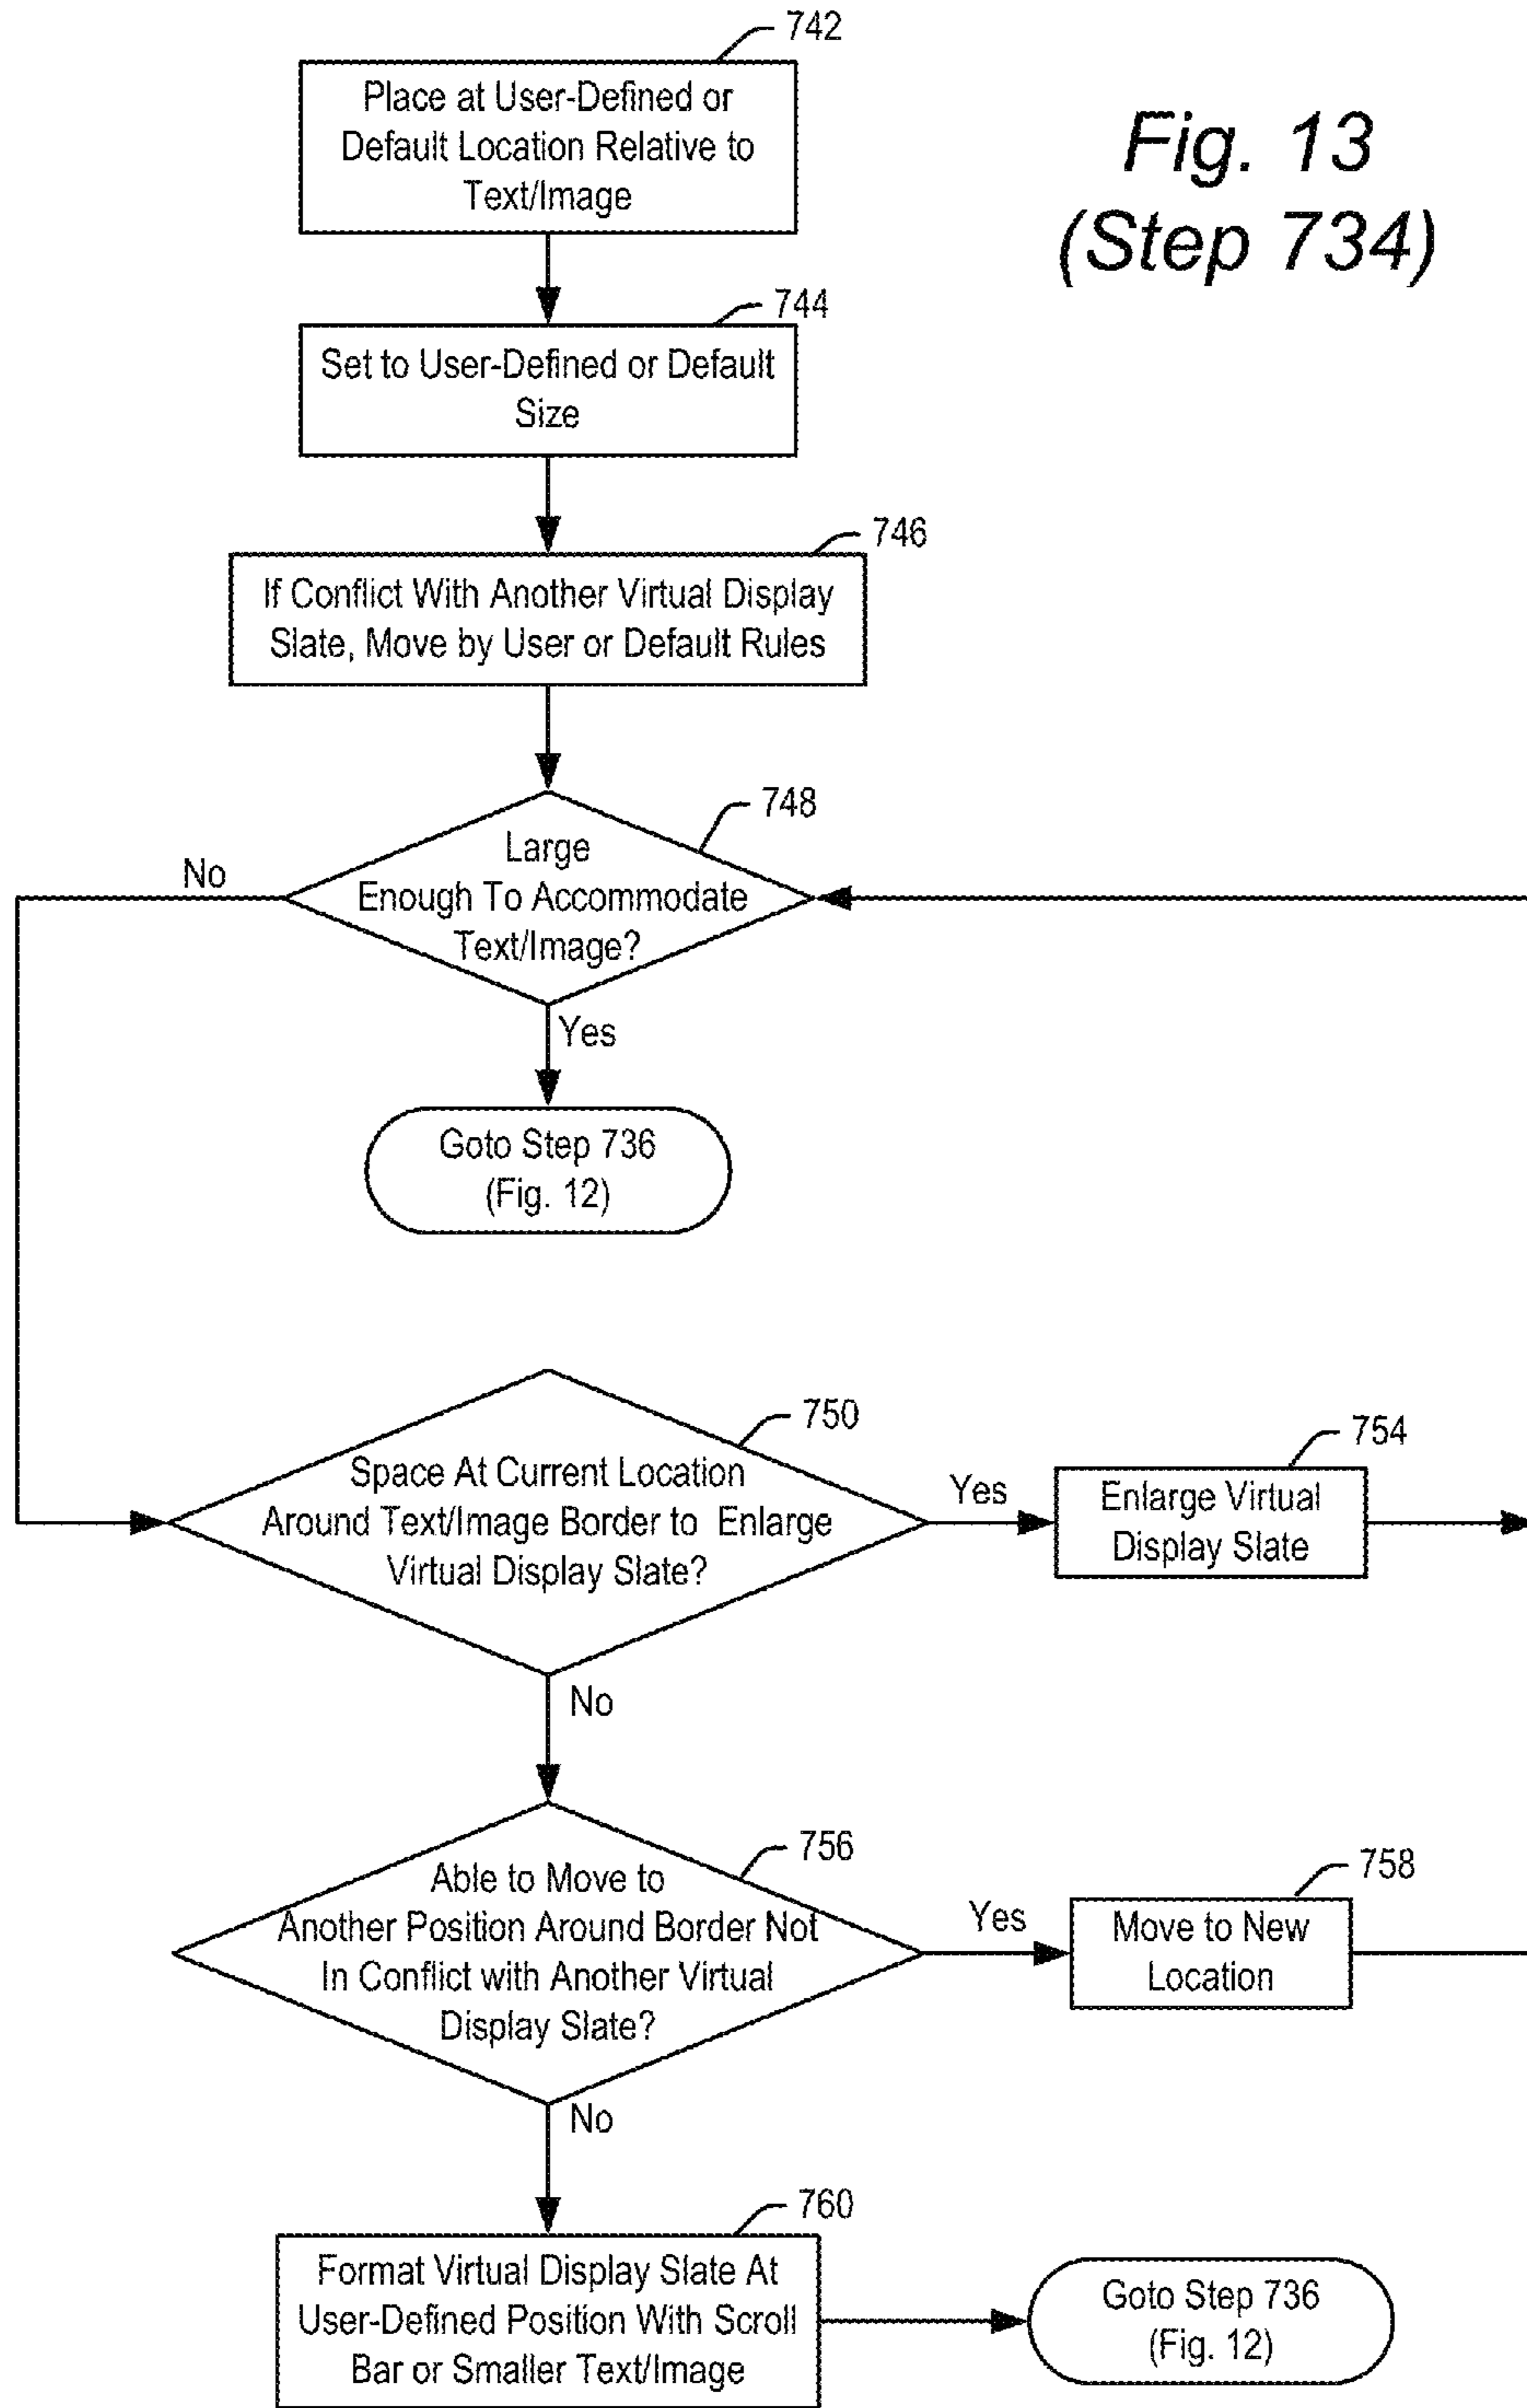 742
Place at User-Defined or
Default Location Relative to
Text/Image
Fig. 13
(Step 734)
744
Set to User-Defined or Default
Size
746
If Conflict With Another Virtual Display
Slate, Move by User or Default Rules
748
Large
Enough To Accommodate
Text/Image?
No
Yes
Goto Step 736
(Fig. 12)
750
Space At Current Location
Around Text/Image Border to Enlarge
Virtual Display Slate?
Yes
754
Enlarge Virtual
Display Slate
No
756
Able to Move to
Another Position Around Border Not
In Conflict with Another Virtual
Display Slate?
Yes
758
Move to New
Location
No
760
Format Virtual Display Slate At
User-Defined Position With Scroll
Bar or Smaller Text/Image
Goto Step 736
(Fig. 12)